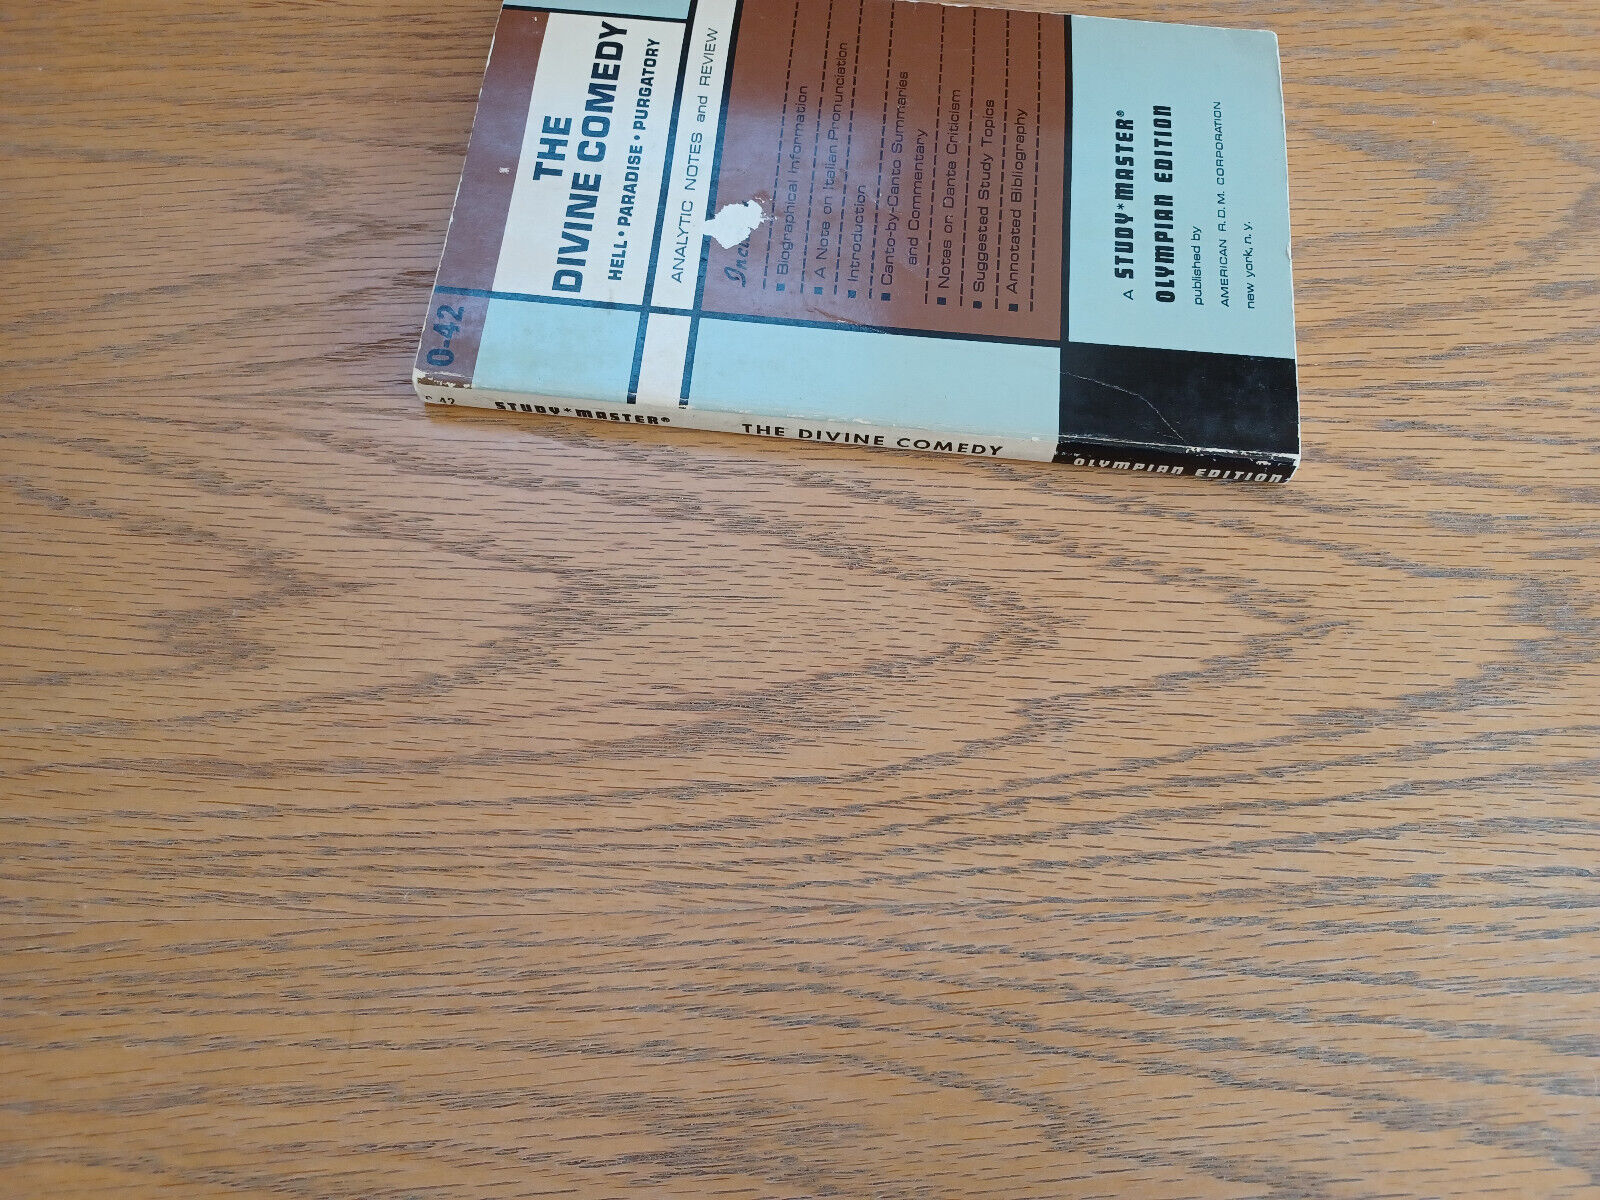 0-42
THE
DIVINE COMEDY
HELL • PARADISE • PURGATORY
ANALYTIC NOTES and REVIEW
■ Biographical Information
■ A Note on Italian Pronunciation
■ Introduction
■ Canto-by-Canto Summaries
and Commentary
■ Notes on Dante Criticism
■ Suggested Study Topics
■ Annotated Bibliography
A
STUDY*MASTER®
OLYMPIAN EDITION
published by
AMERICAN R.D.M. CORPORATION
new york, n. y.
42 STUDY*MASTER® THE DIVINE COMEDY OLYMPIAN EDITION